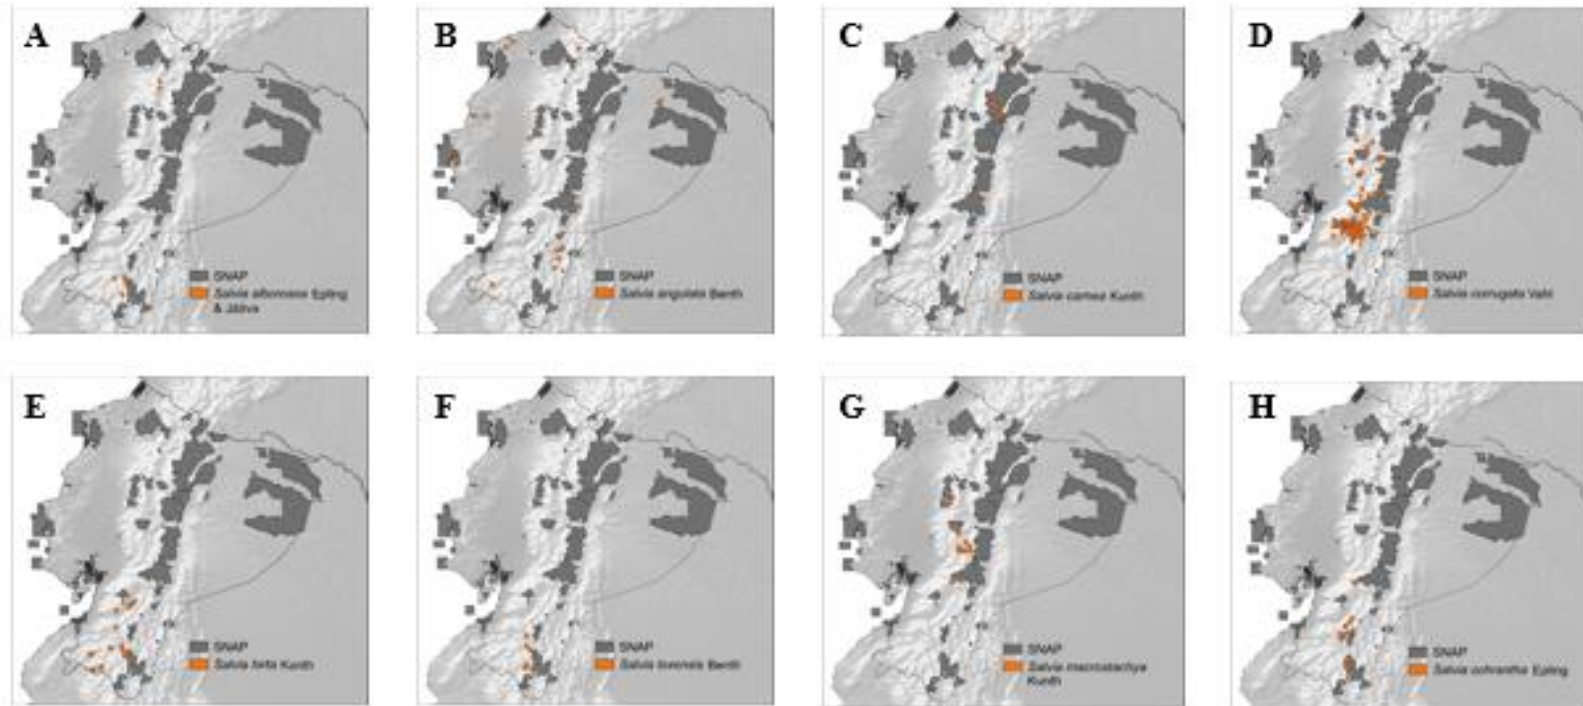 A
SNAP
Salvia Epling
& Játiva
B
SNAP
Salvia angulata Benth
C
SNAP
Salvia carnea Kunth
D
SNAP
Salvia corrugata Vahl
E
SNAP
Salvia hirta Kunth
F
SNAP
Salvia loxensis Benth
G
SNAP
Salvia macrostachya
Kunth
H
SNAP
Salvia ochrantha Epling